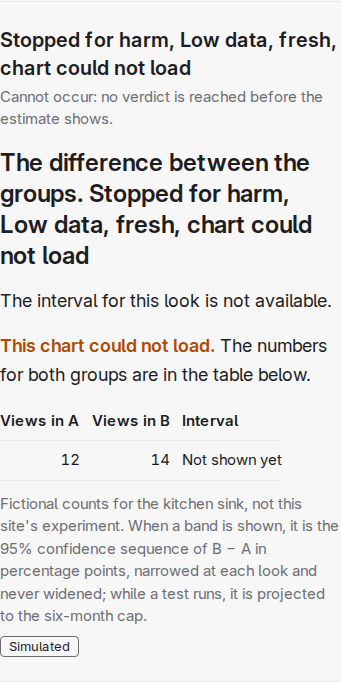 Stopped for harm, Low data, fresh,
chart could not load
Cannot occur: no verdict is reached before the
estimate shows.
The difference between the
groups. Stopped for harm,
Low data, fresh, chart could
not load
The interval for this look is not available.
This chart could not load. The numbers
for both groups are in the table below.
Views in A Views in B Interval
12 14 Not shown yet
Fictional counts for the kitchen sink, not this
site's experiment. When a band is shown, it is the
95% confidence sequence of B − A in
percentage points, narrowed at each look and
never widened; while a test runs, it is projected
to the six-month cap.
Simulated